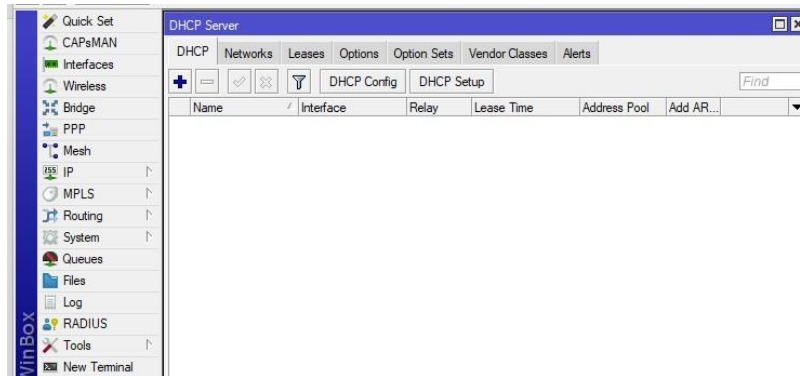 Quick Set
CAPsMAN
Interfaces
Wireless
Bridge
PPP
Mesh
255 IP
MPLS
Routing
System
Queues
Files
Log
RADIUS
Tools
New Terminal
WinBox
DHCP Server
DHCP Networks Leases Options Option Sets Vendor Classes Alerts
DHCP Config DHCP Setup Find
Name / Interface Relay Lease Time Address Pool Add AR...